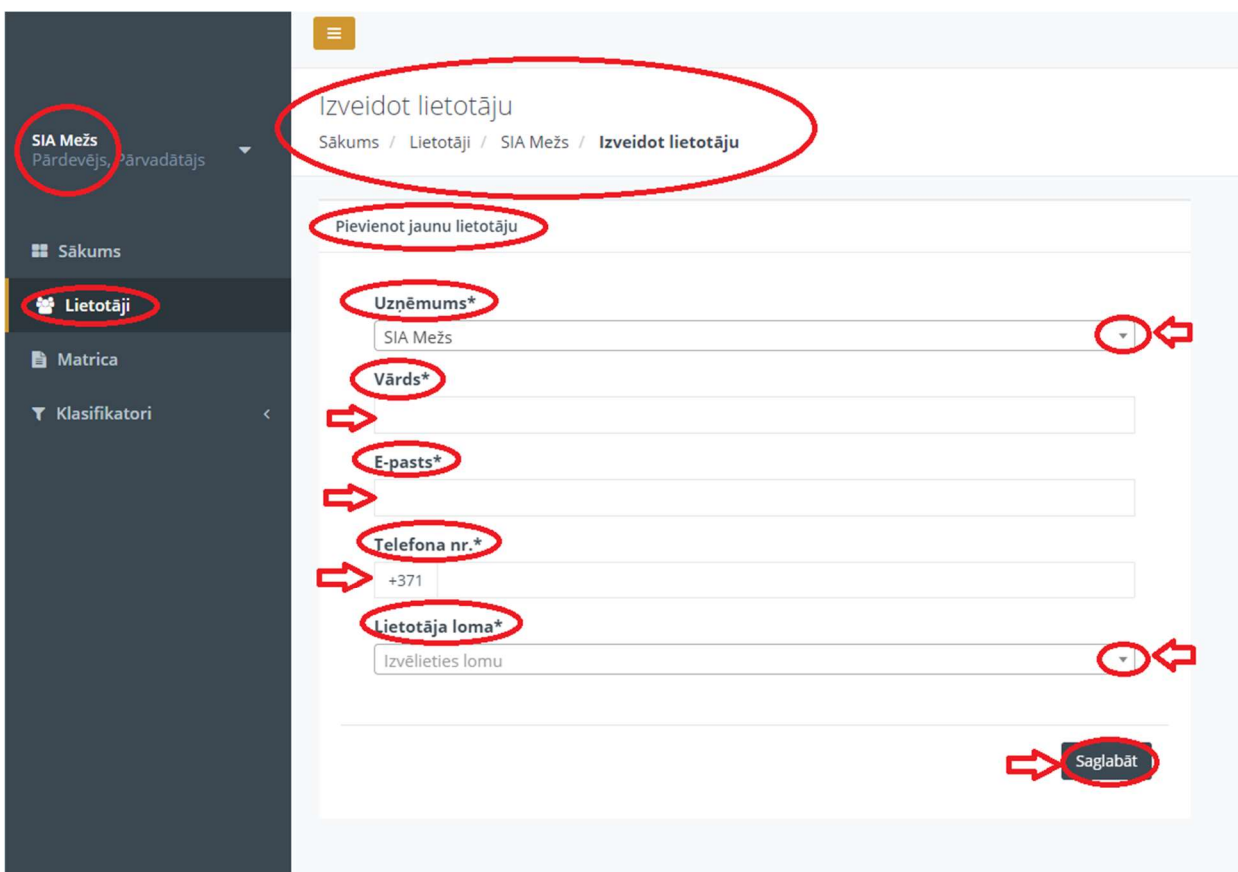 SIA Mežs
Pārdevējs, Pārvadātājs
Sākums
Lietotāji
Matrica
Klasifikatori
Izveidot lietotāju
Sākums / Lietotāji / SIA Mežs / Izveidot lietotāju
Pievienot jaunu lietotāju
Uzņēmums*
SIA Mežs
Vārds*
E-pasts*
Telefona nr.*
+371
Lietotāja loma*
Izvēlieties lomu
Saglabāt